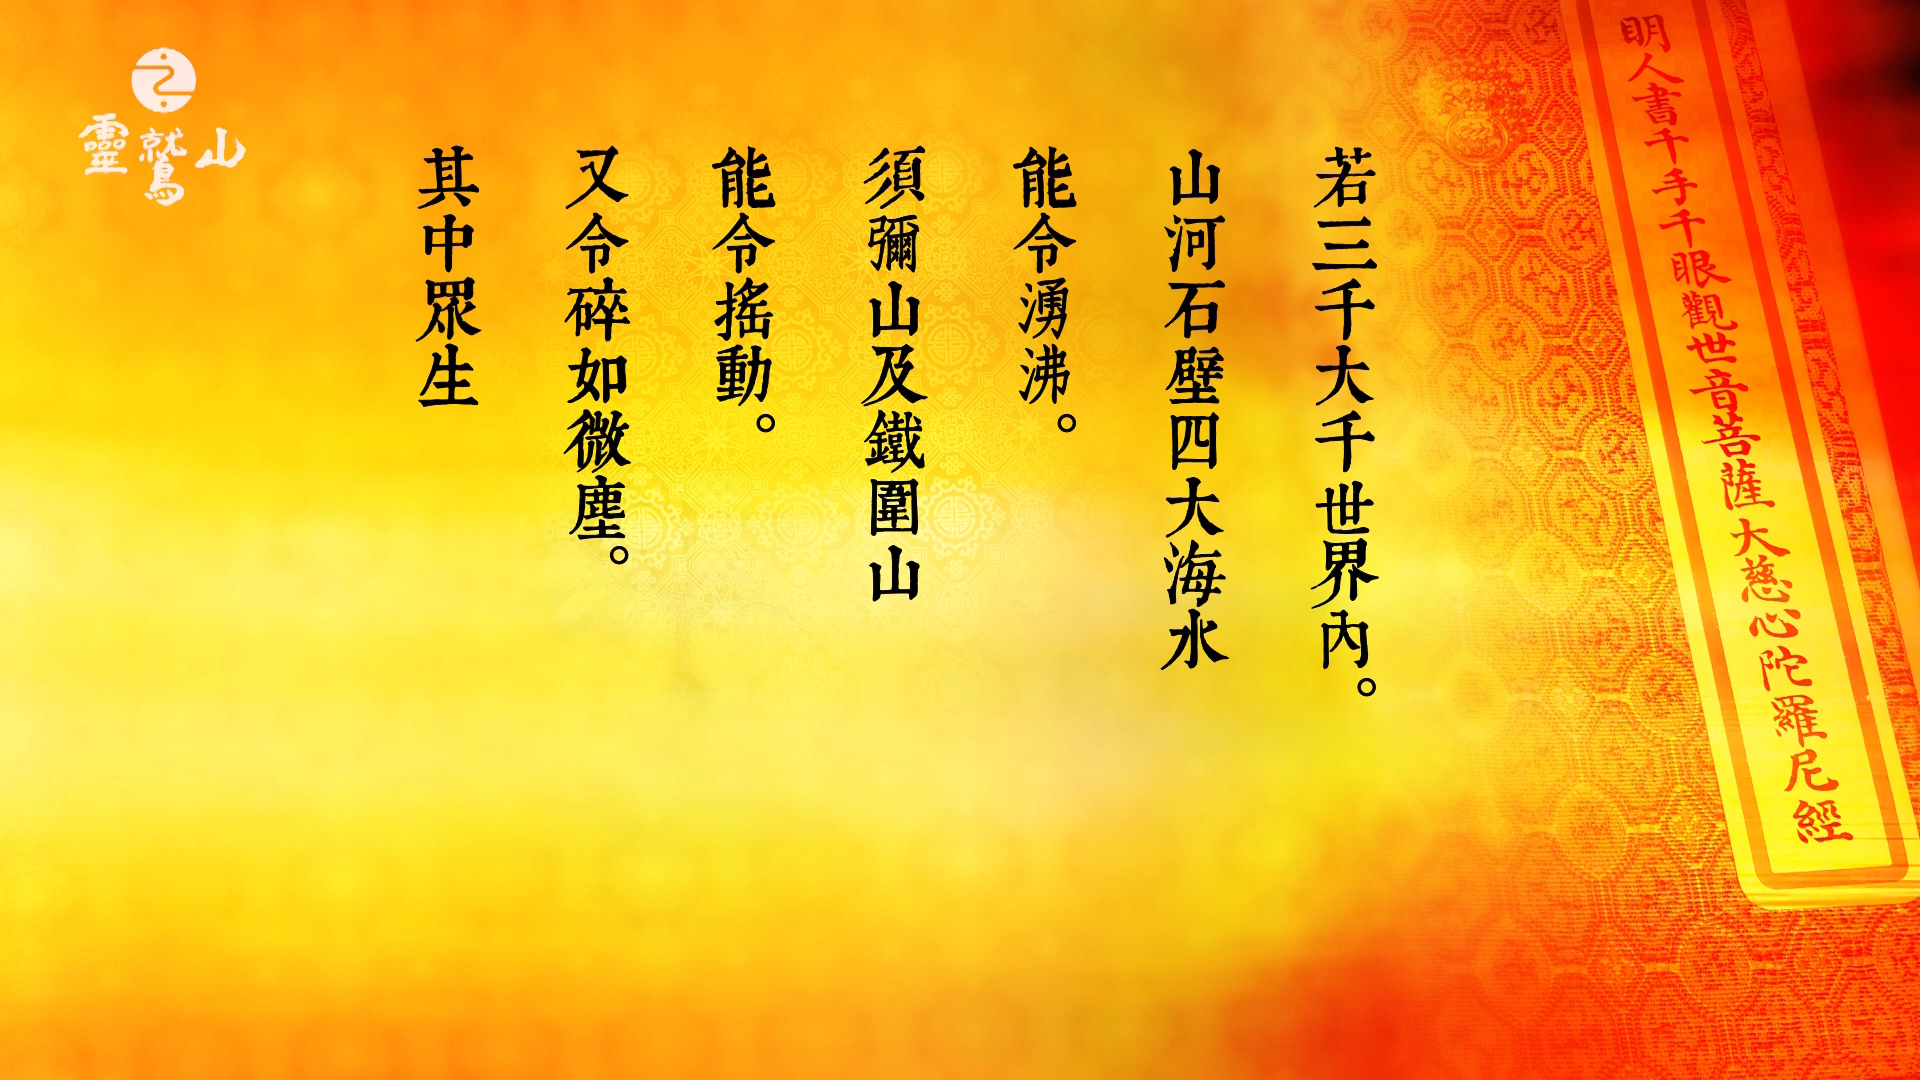 明人書千手千眼觀世音菩薩大慈心陀羅尼經
若三千大千世界內。
山河石壁四大海水
能令湧沸。
須彌山及鐵圍山
能令搖動。
又令碎如微塵。
其中眾生
靈鷲山